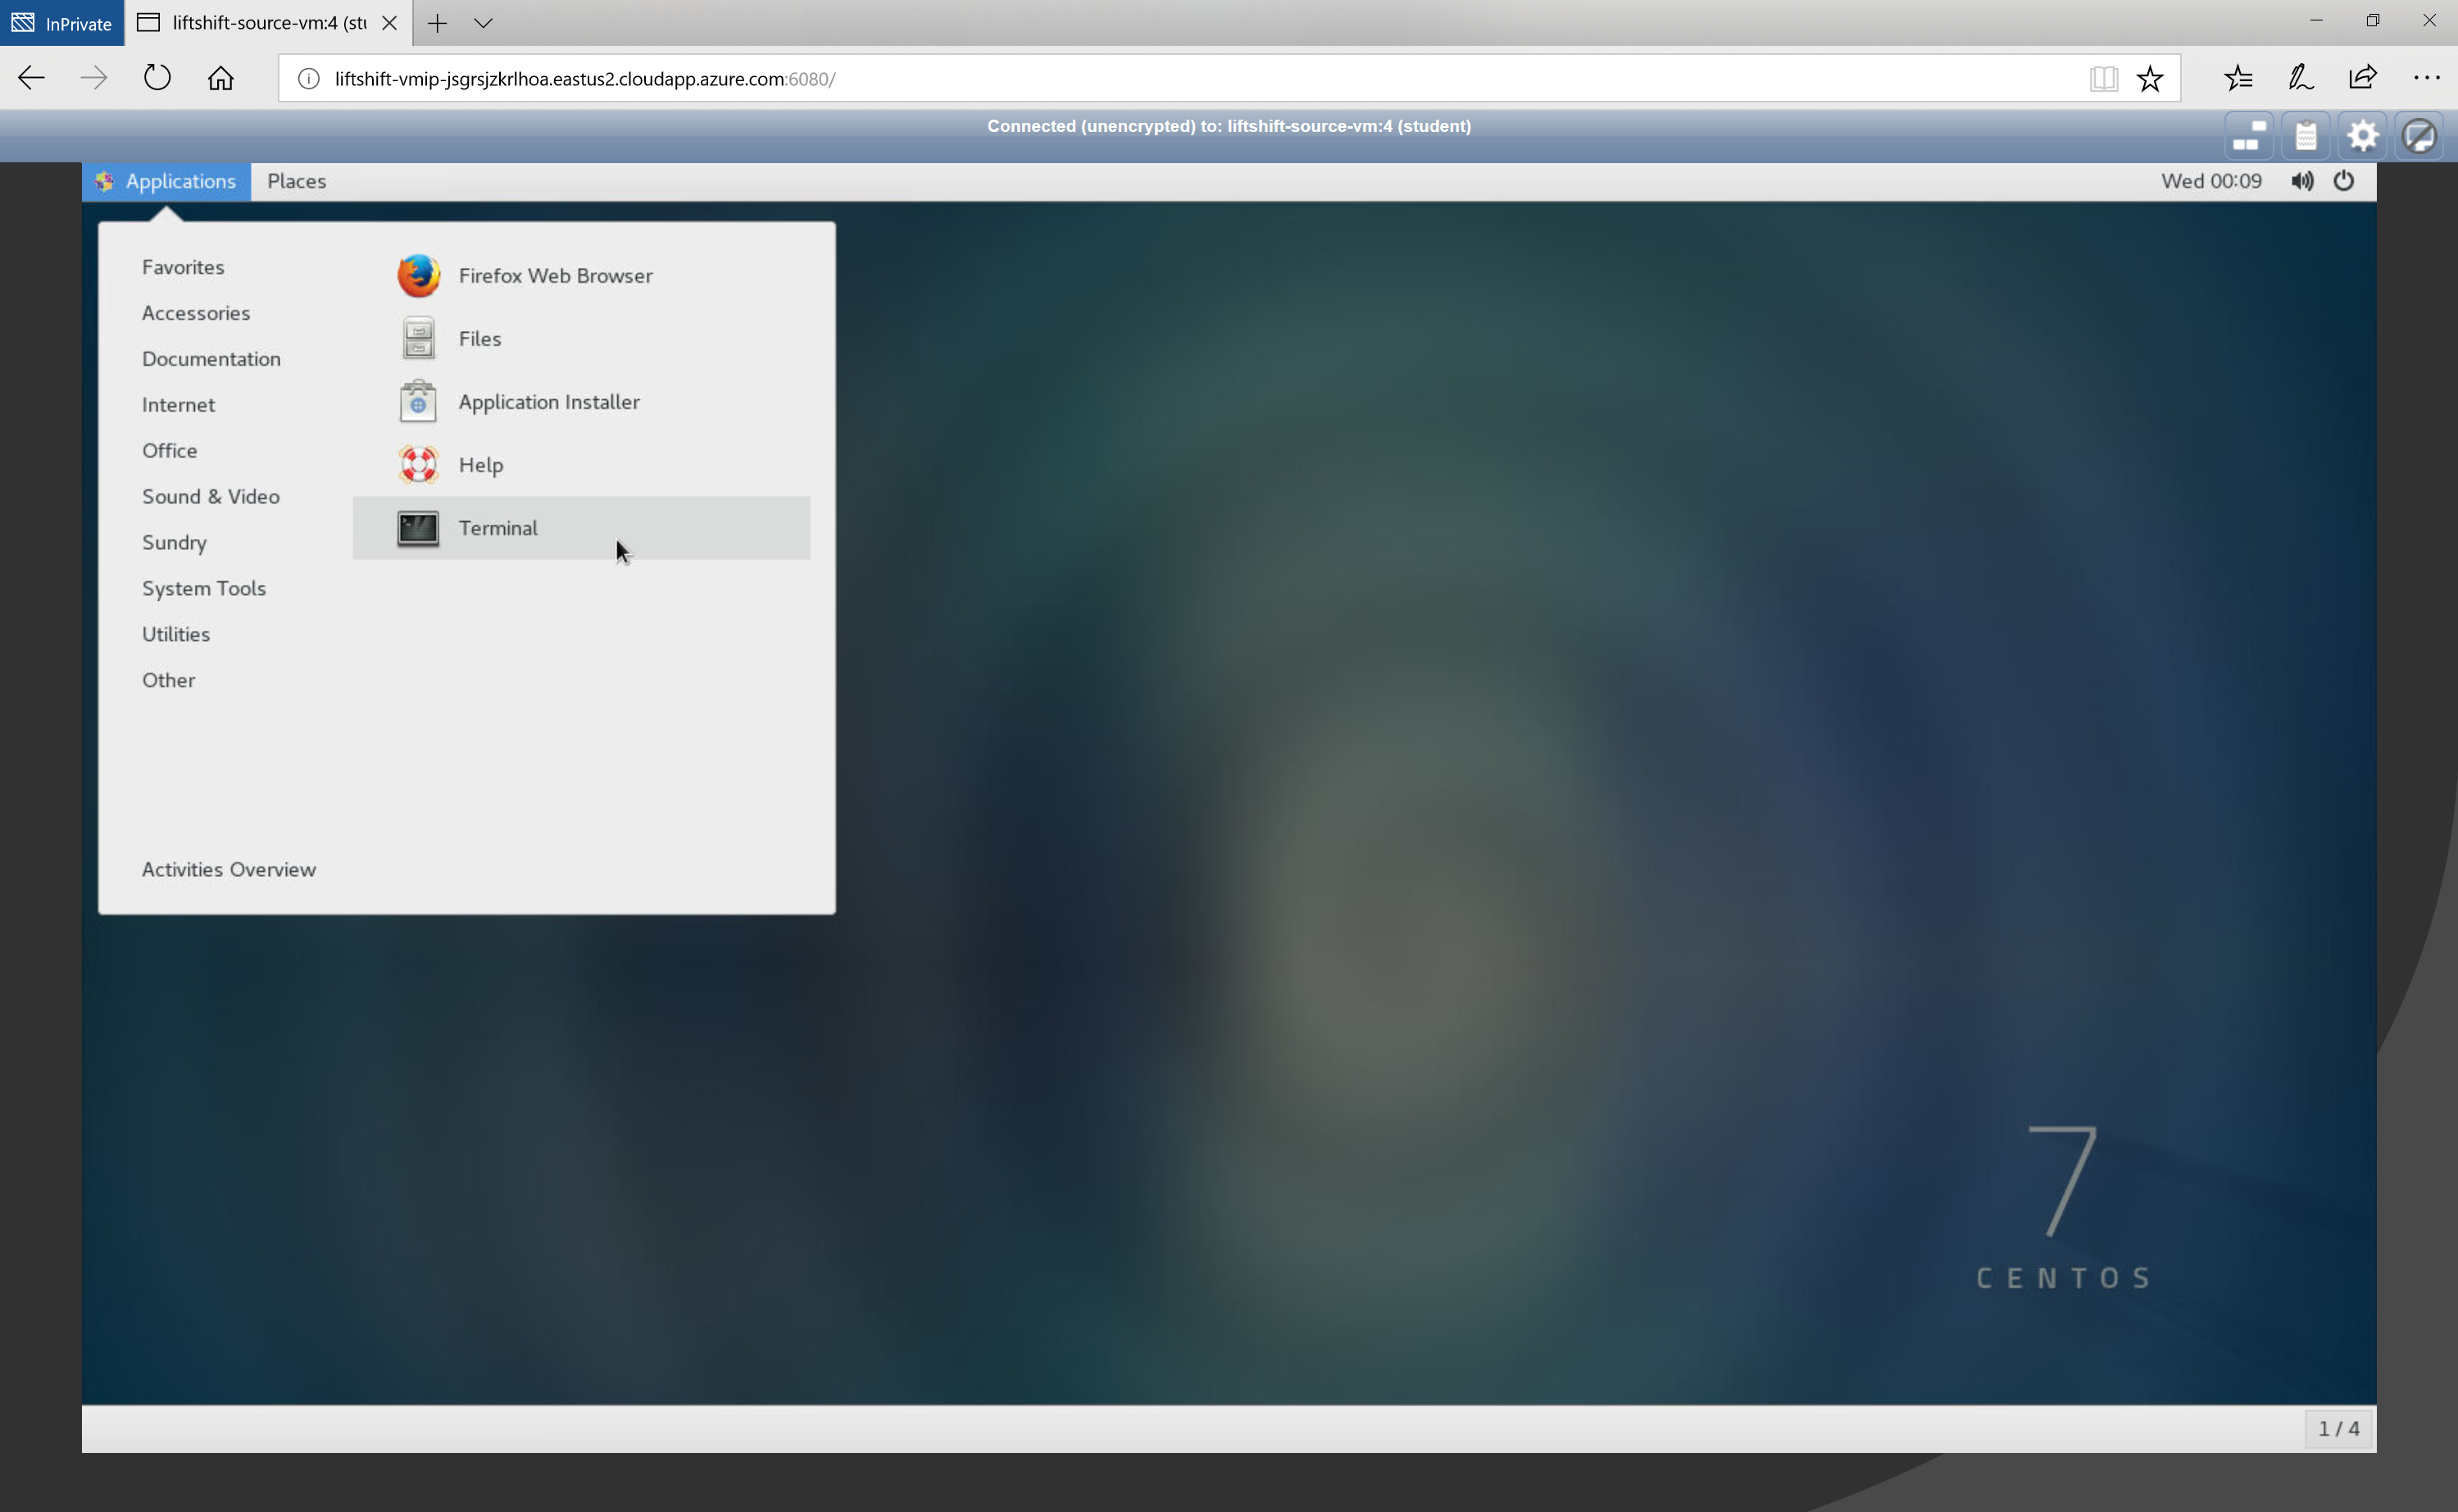 InPrivate
liftshift-source-vm:4 (stu
liftshift-vmip-jsgrsjzkrlhoa.eastus2.cloudapp.azure.com:6080/
Connected (unencrypted) to: liftshift-source-vm:4 (student)
Applications Places Wed 00:09
Favorites
Accessories
Documentation
Internet
Office
Sound & Video
Sundry
System Tools
Utilities
Other
Activities Overview
Firefox Web Browser
Files
Application Installer
Help
Terminal
7
CENTOS
1 / 4